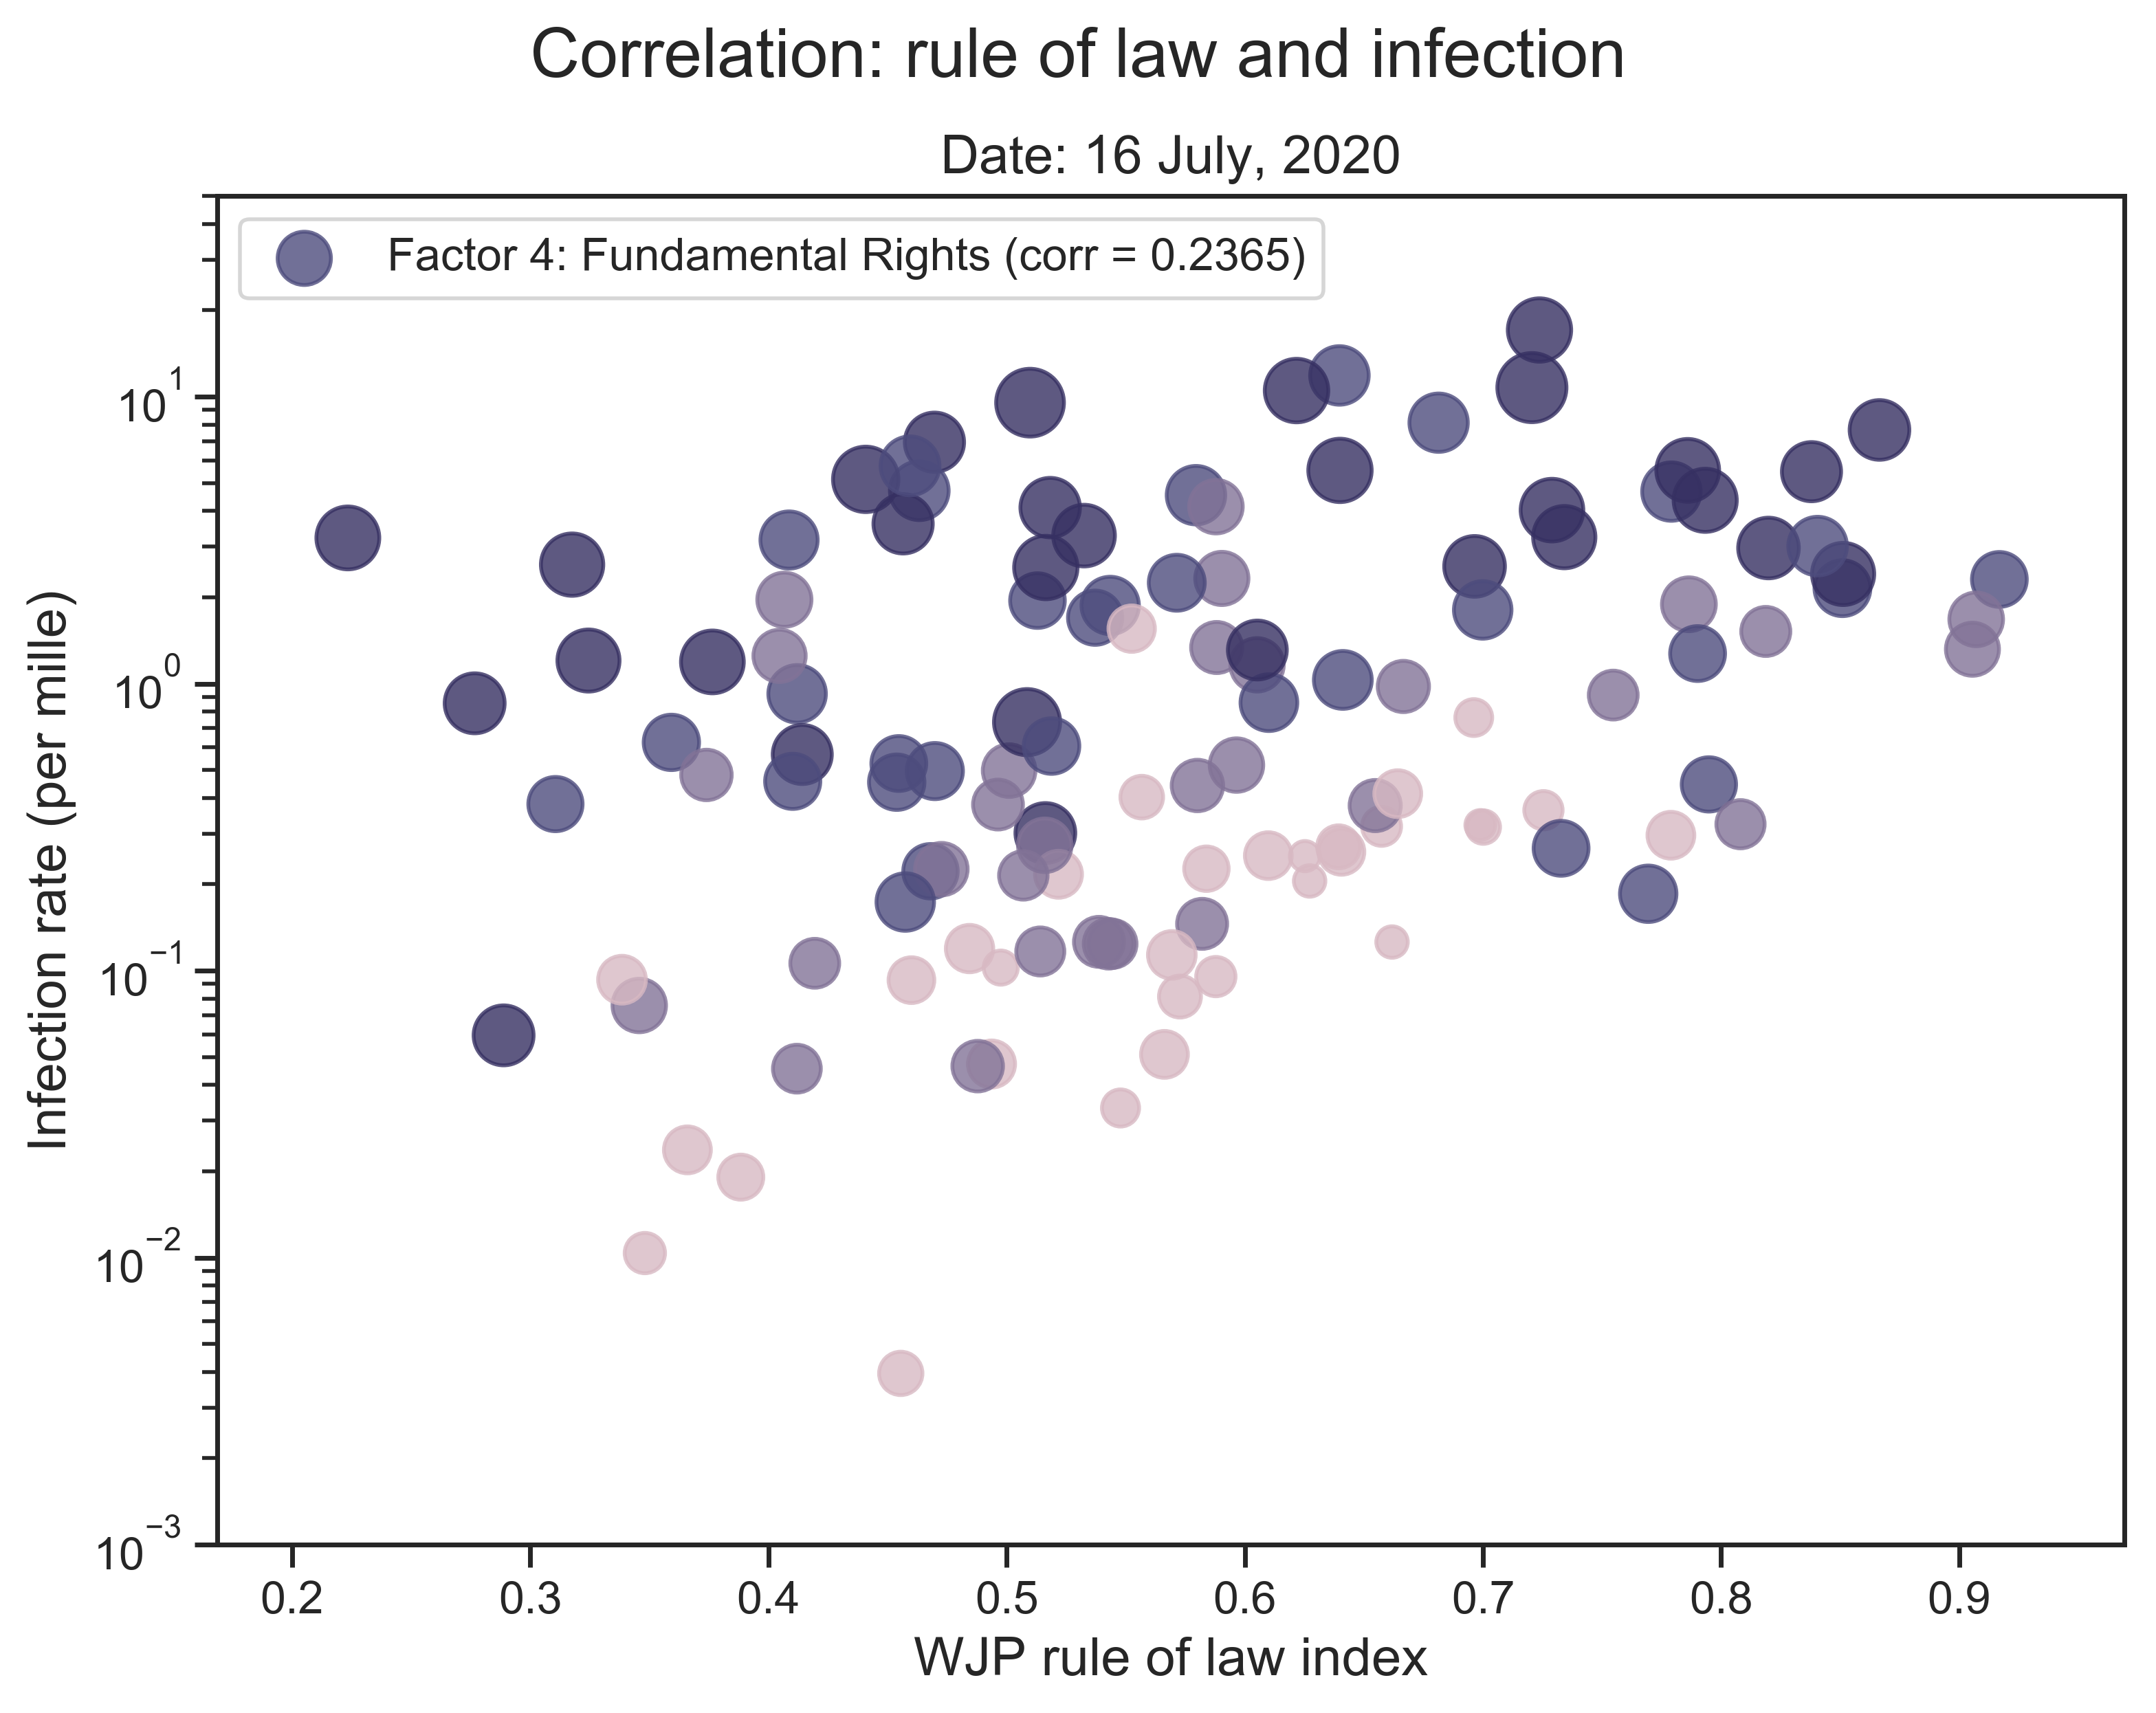 Correlation: rule of law and infection
Date: 16 July, 2020
Factor 4: Fundamental Rights (corr = 0.2365)
Infection rate (per mille)
10^1
10^0
10^−1
10^−2
10^−3
0.2 0.3 0.4 0.5 0.6 0.7 0.8 0.9
WJP rule of law index